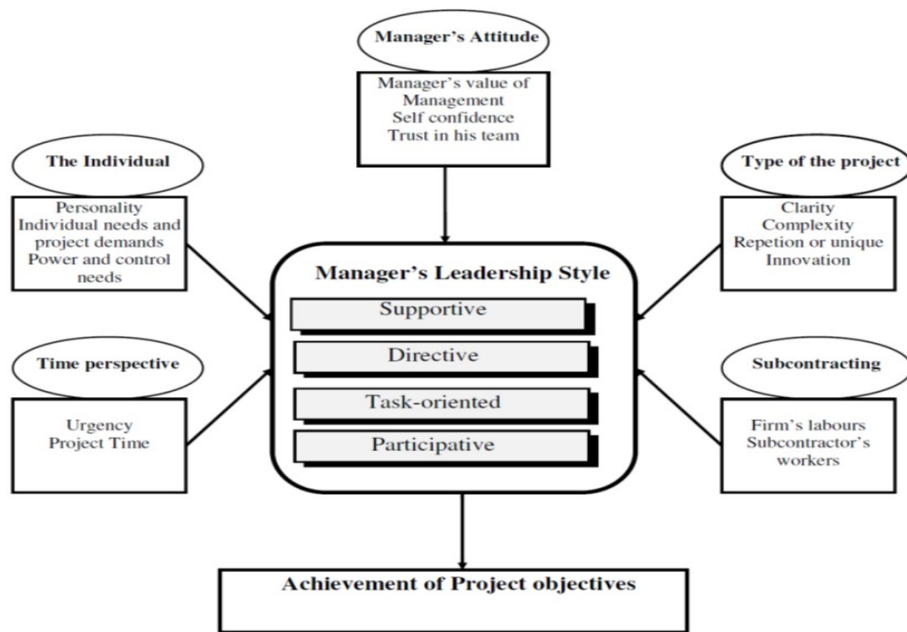 Manager's Attitude
Manager's value of
Management
Self confidence
Trust in his team
The Individual
Personality
Individual needs and
project demands
Power and control
needs
Type of the project
Clarity
Complexity
Repetion or unique
Innovation
Manager's Leadership Style
Supportive
Directive
Task-oriented
Participative
Time perspective
Urgency
Project Time
Subcontracting
Firm's labours
Subcontractor's
workers
Achievement of Project objectives